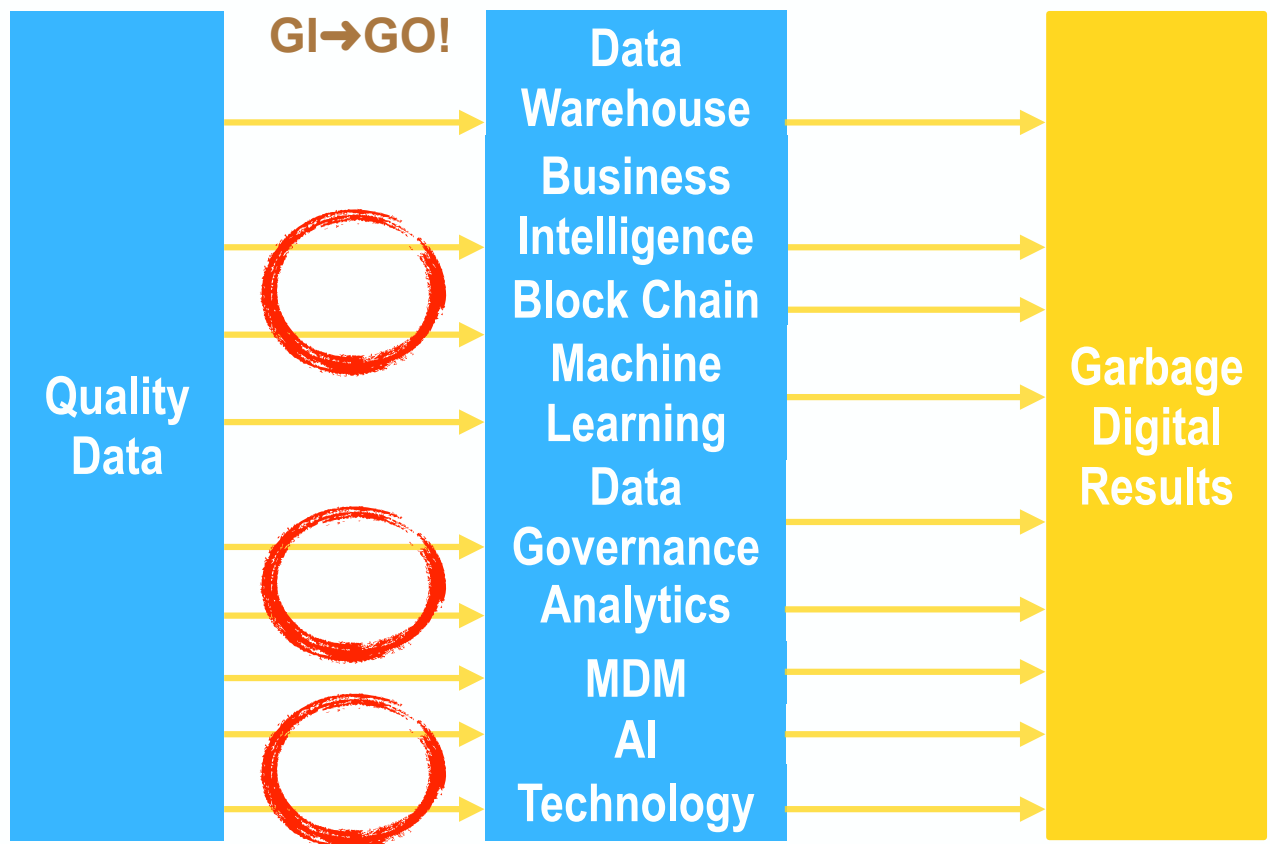 GI➜GO!
Quality
Data
Data
Warehouse
Business
Intelligence
Block Chain
Machine
Learning
Data
Governance
Analytics
MDM
AI
Technology
Garbage
Digital
Results